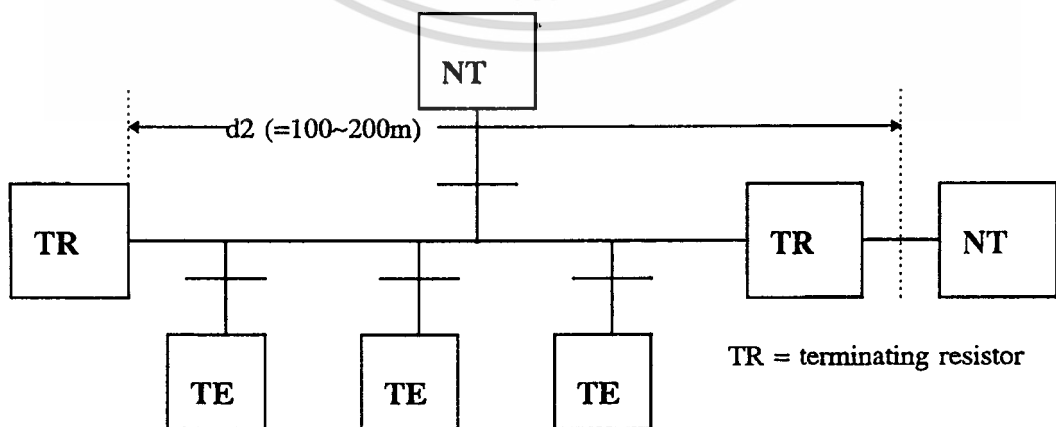 NT
d2 (=100~200m)
TR
TR
NT
TR = terminating resistor
TE
TE
TE